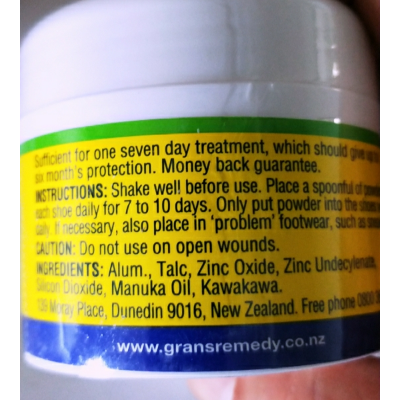 Sufficient for one seven day treatment, which should give up to
six month's protection. Money back guarantee.
INSTRUCTIONS: Shake well before use. Place a spoonful of
each shoe daily for 7 to 10 days. Only put powder into the shoes
daily. If necessary, also place in 'problem' footwear, such as
CAUTION: Do not use on open wounds.
INGREDIENTS: Alum., Talc, Zinc Oxide, Zinc Undecylenate,
Silicon Dioxide, Manuka Oil, Kawakawa.
139 Moray Place, Dunedin 9016, New Zealand. Free phone 0800
www.gransremedy.co.nz